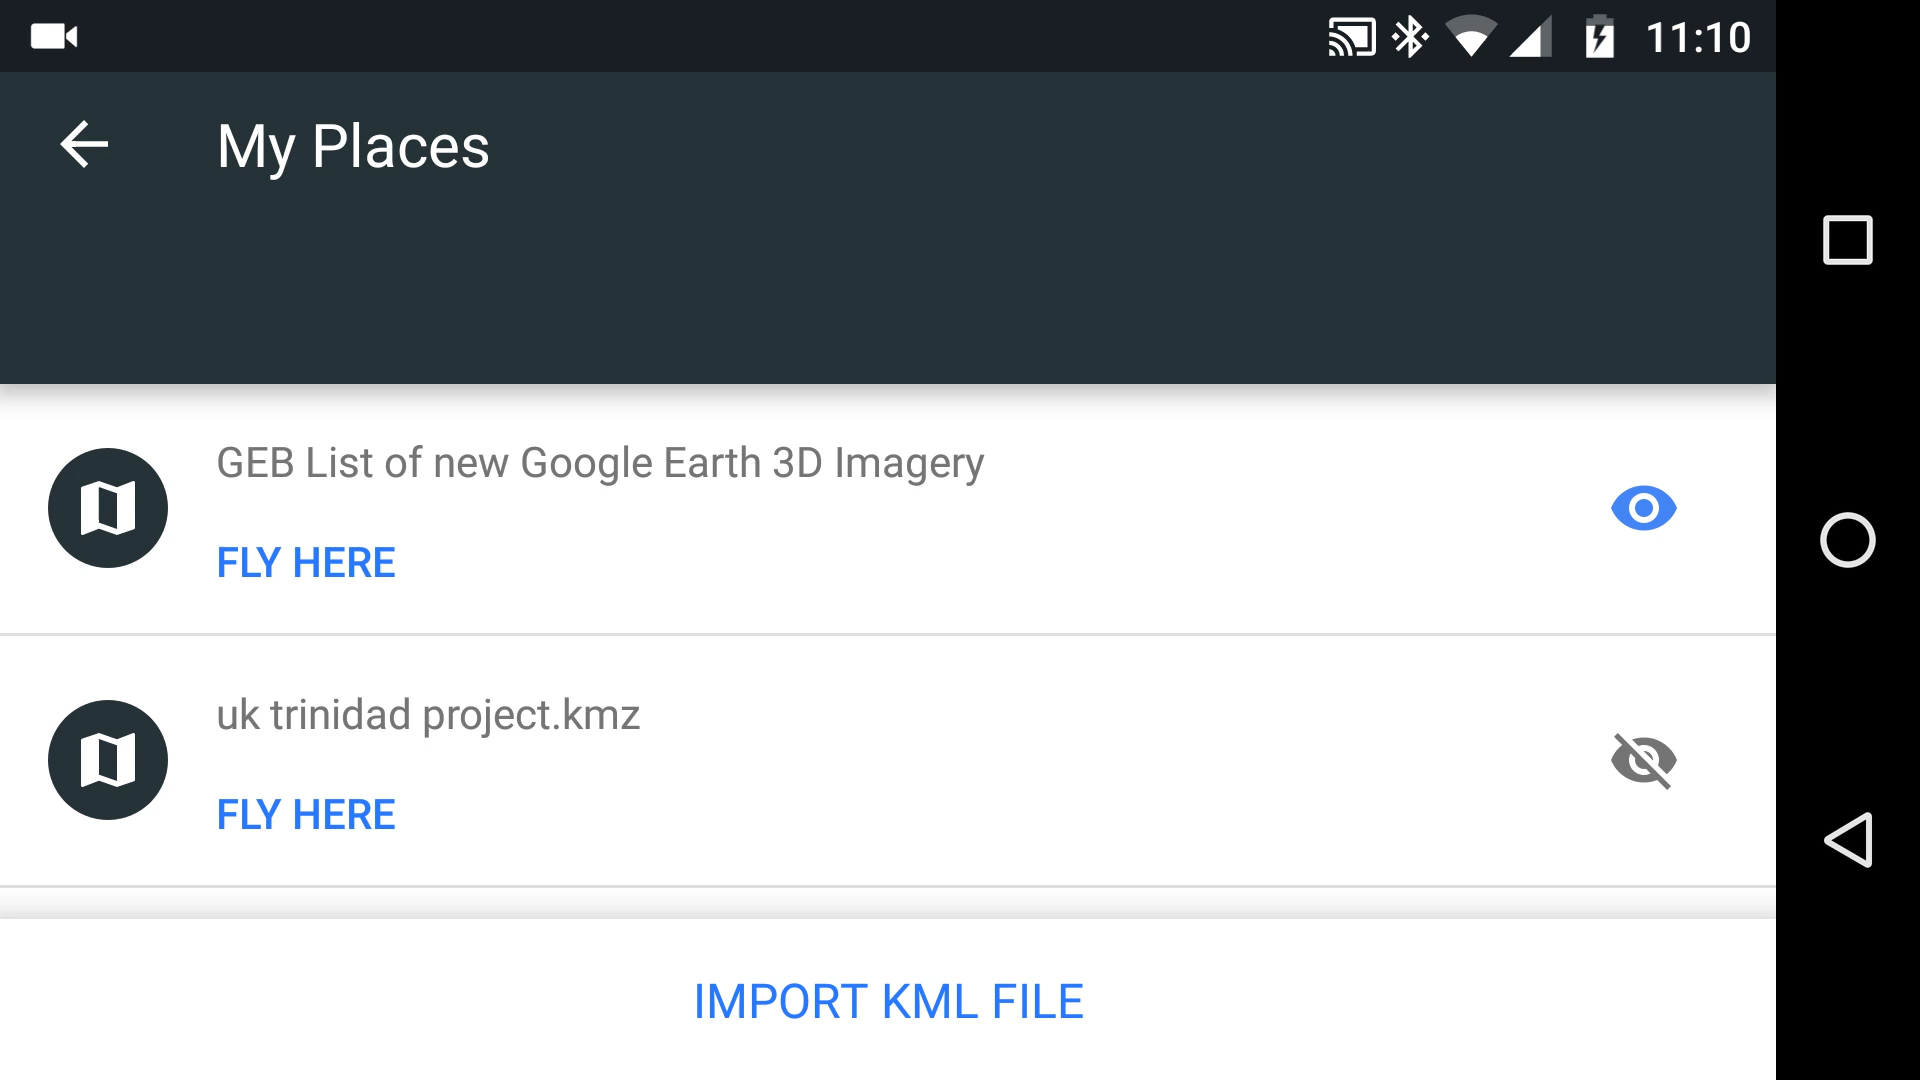 11:10
My Places
GEB List of new Google Earth 3D Imagery
FLY HERE
uk trinidad project.kmz
FLY HERE
IMPORT KML FILE